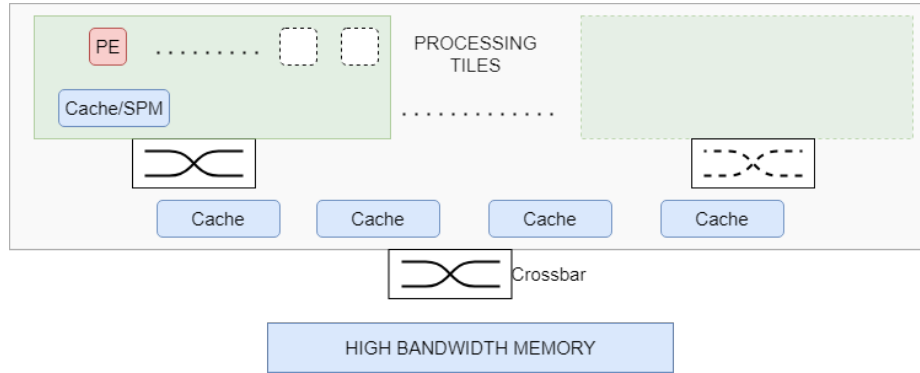 PE
PROCESSING
TILES
Cache/SPM
Cache
Cache
Cache
Cache
Crossbar
HIGH BANDWIDTH MEMORY